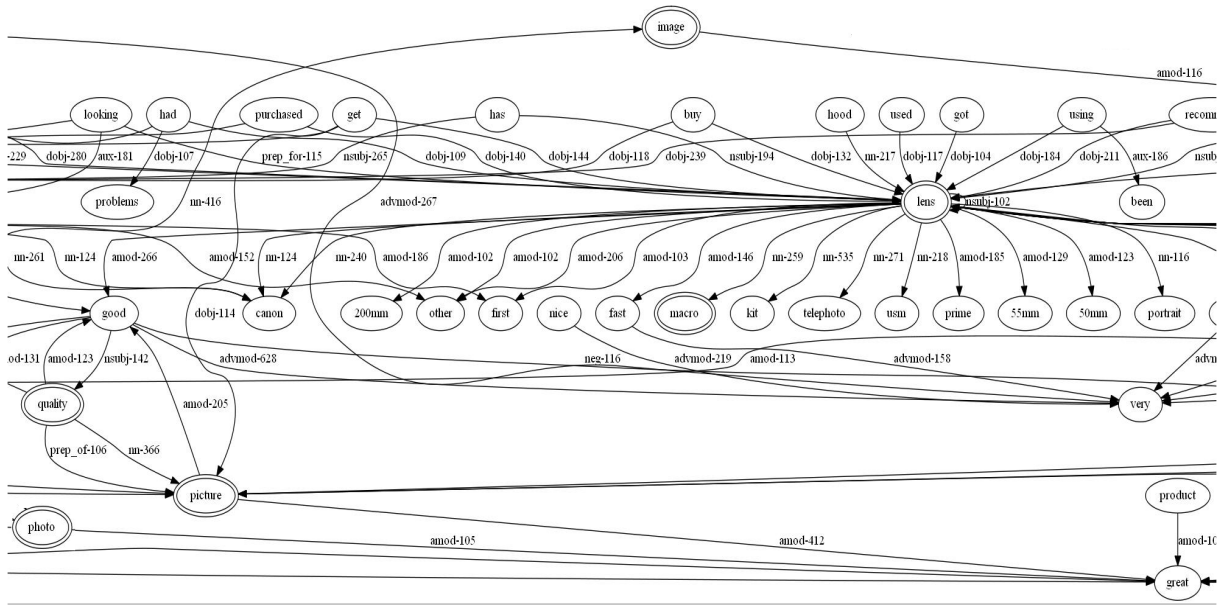 image
amod-116
looking had purchased get has buy hood used got using recomm
-229 dobj-280 aux-181 dobj-107 prep_for-115 nsubj-265 dobj-109 dobj-140 dobj-144 dobj-118 dobj-239 nsubj-194 dobj-132 nn-217 dobj-117 dobj-104 dobj-184 dobj-211 aux-186 nsub
problems nn-416 advmod-267 lens nsubj-102 been
nn-261 nn-124 amod-266 amod-152 nn-124 nn-240 amod-186 amod-102 amod-102 amod-206 amod-103 amod-146 nn-259 nn-535 nn-271 nn-218 amod-185 amod-129 amod-123 nn-116
good dobj-114 canon 200mm other first nice fast macro kit telephoto usm prime 55mm 50mm portrait
mod-131 amod-123 nsubj-142 advmod-628 neg-116 advmod-219 amod-113 advmod-158 advn
quality amod-205 very
prep_of-106 nn-366
picture product
photo amod-105 amod-412 amod-10
great